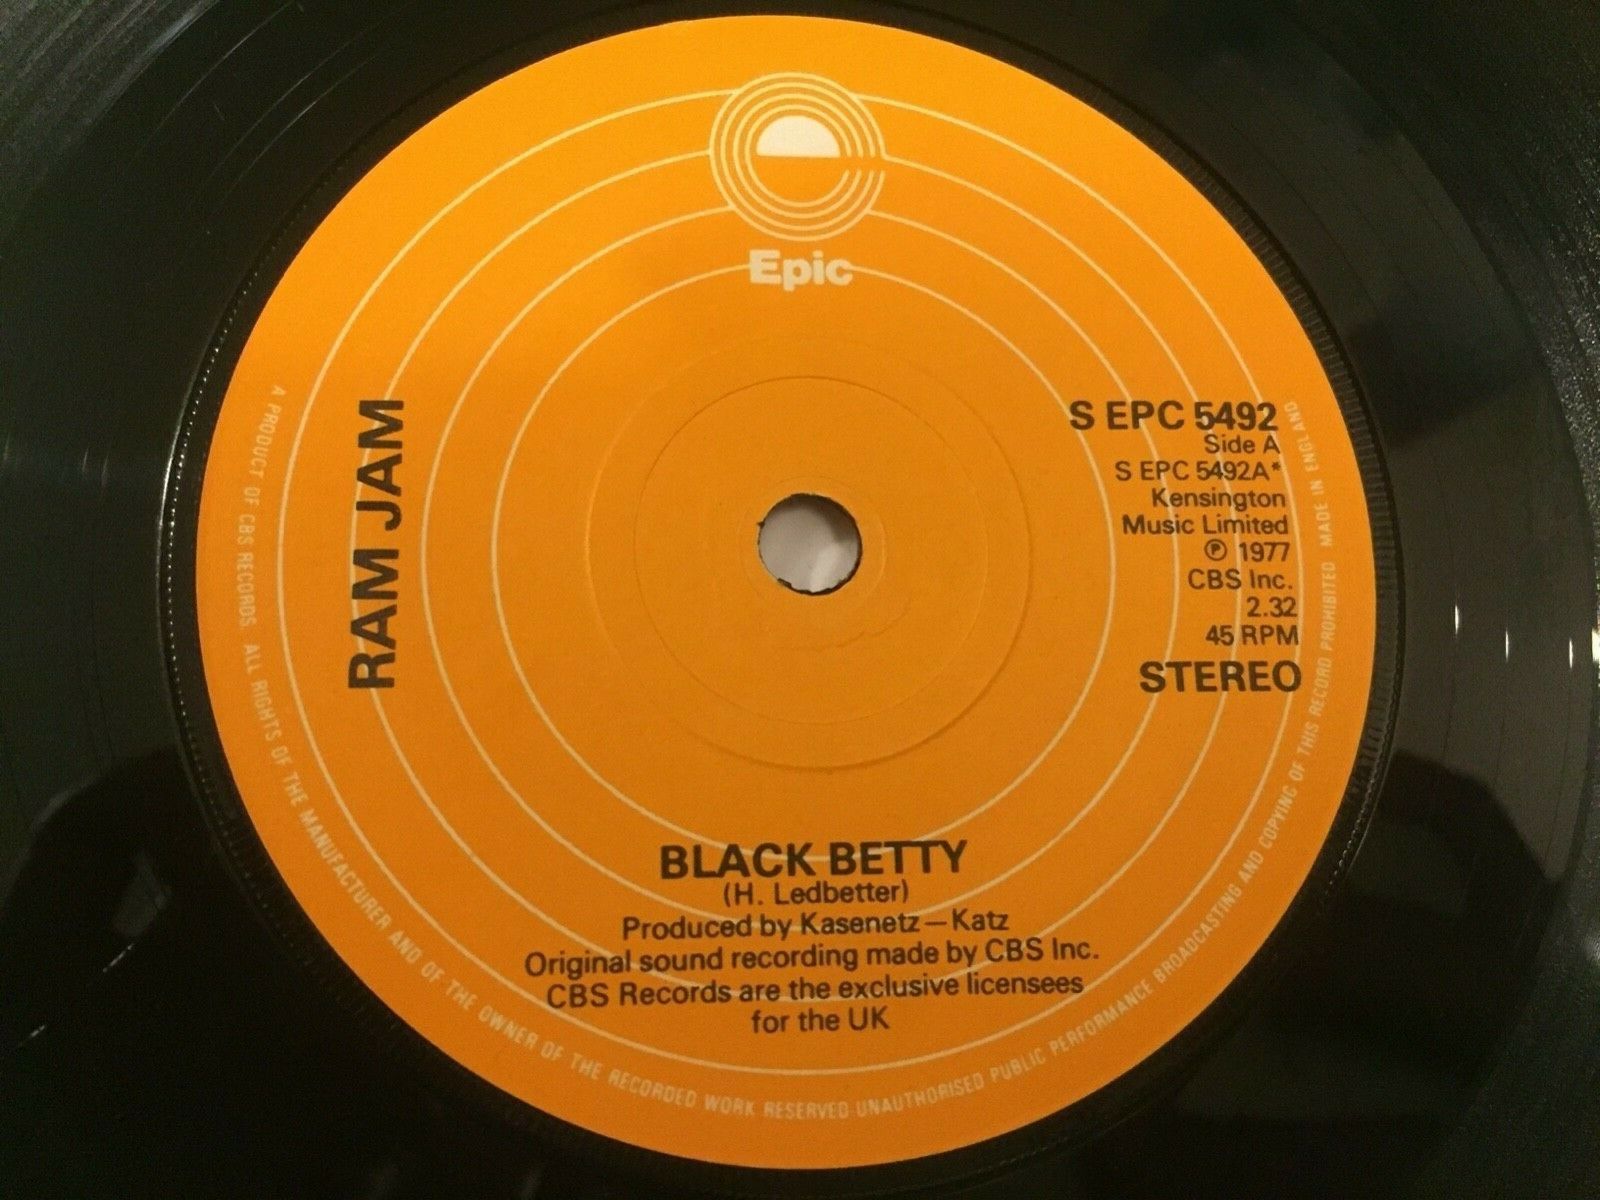 Epic
RAM JAM
S EPC 5492
Side A
S EPC 5492A*
Kensington
Music Limited
℗ 1977
CBS Inc.
2.32
45 RPM
STEREO
BLACK BETTY
(H. Ledbetter)
Produced by Kasenetz—Katz
Original sound recording made by CBS Inc.
CBS Records are the exclusive licensees
for the UK
A PRODUCT OF CBS RECORDS. ALL RIGHTS OF THE MANUFACTURER AND OF THE OWNER OF THE RECORDED WORK RESERVED UNAUTHORISED PUBLIC PERFORMANCE BROADCASTING AND COPYING OF THIS RECORD PROHIBITED MADE IN ENGLAND